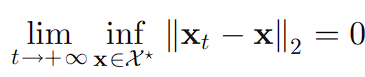 lim_{t→+∞} inf_{𝐱∈𝒳⋆} ‖𝐱_t − 𝐱‖_2 = 0